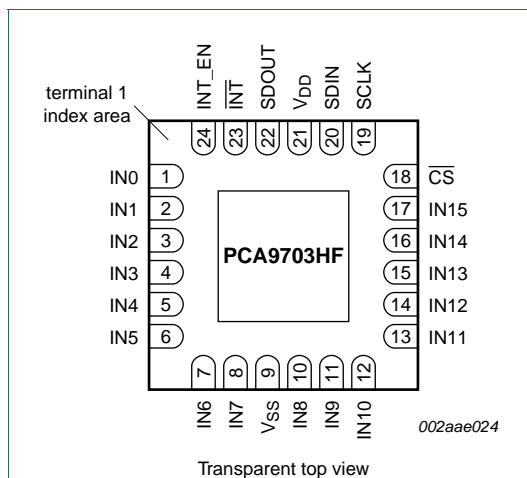 INT_EN
INT
SDOUT
VDD
SDIN
SCLK
terminal 1
index area
24 23 22 21 20 19
IN0 1 18 CS
IN1 2 17 IN15
IN2 3 16 IN14
PCA9703HF
IN3 4 15 IN13
IN4 5 14 IN12
IN5 6 13 IN11
7 8 9 10 11 12
IN6
IN7
VSS
IN8
IN9
IN10
002aae024
Transparent top view